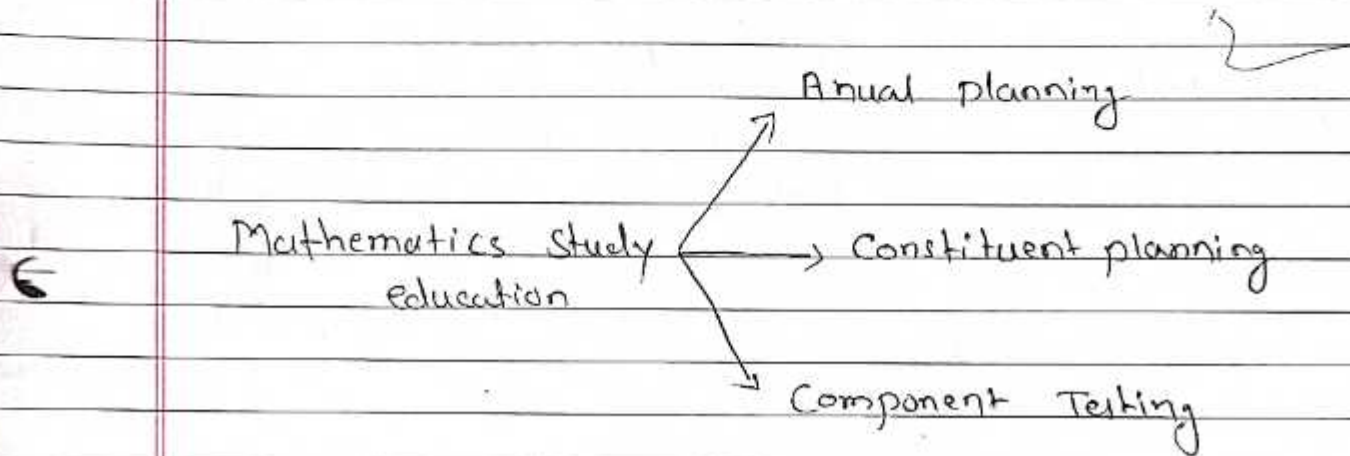 Anual planning
Mathematics study
education
Constituent planning
Component Testing